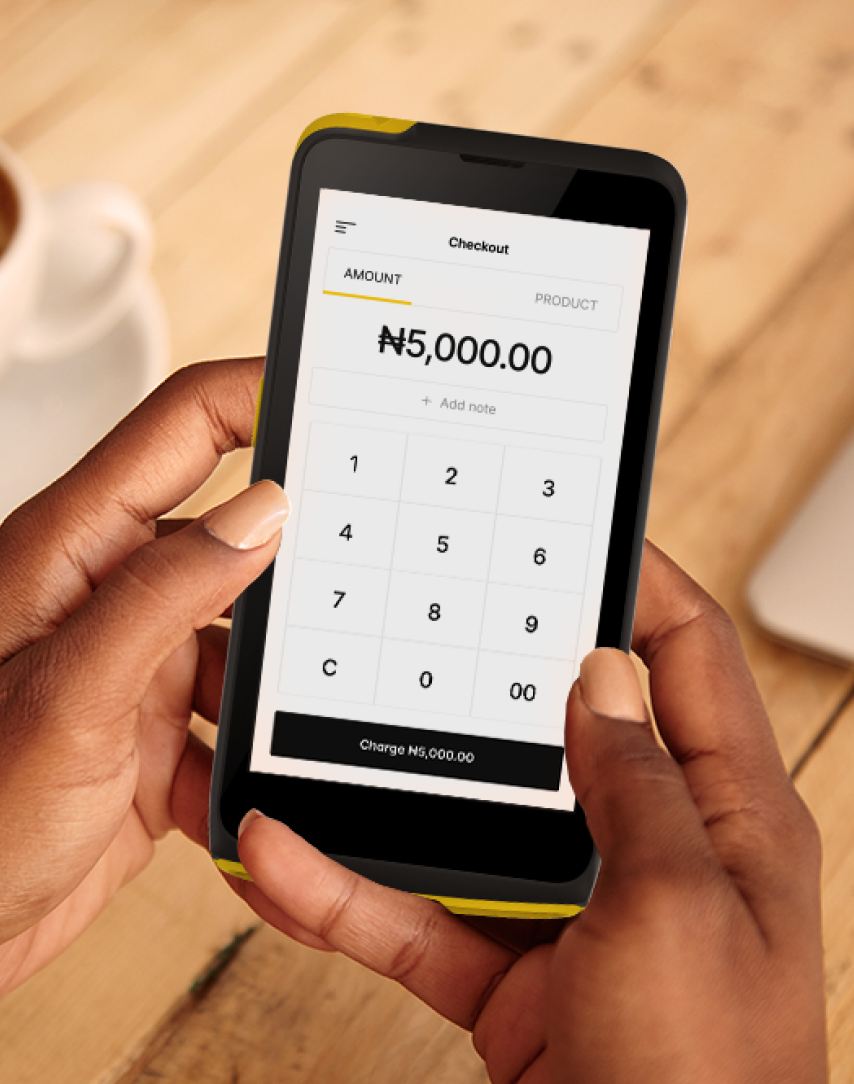 Checkout
AMOUNT PRODUCT
₦5,000.00
+ Add note
1 2 3
4 5 6
7 8 9
C 0 00
Charge ₦5,000.00